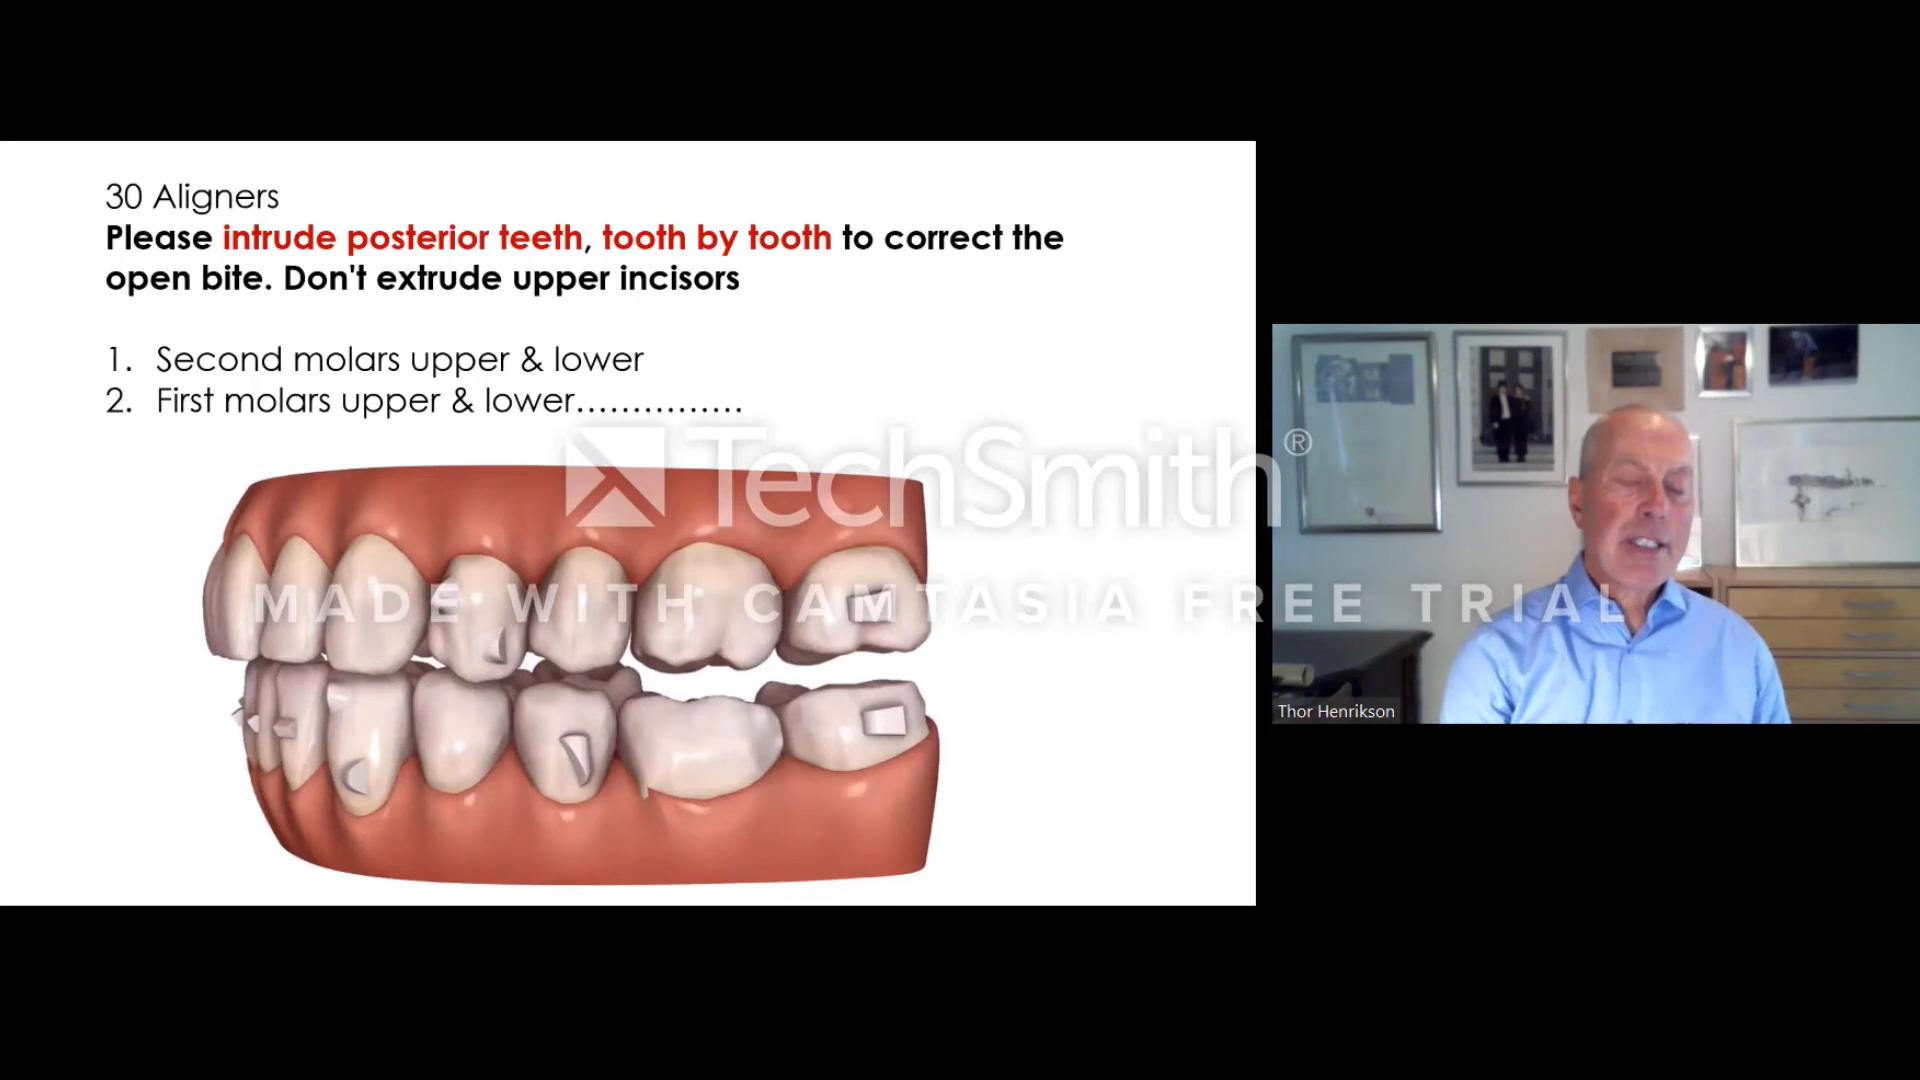 30 Aligners
Please intrude posterior teeth, tooth by tooth to correct the
open bite. Don't extrude upper incisors
1. Second molars upper & lower
2. First molars upper & lower...............
TechSmith®
MADE WITH CAMTASIA FREE TRIAL
Thor Henrikson